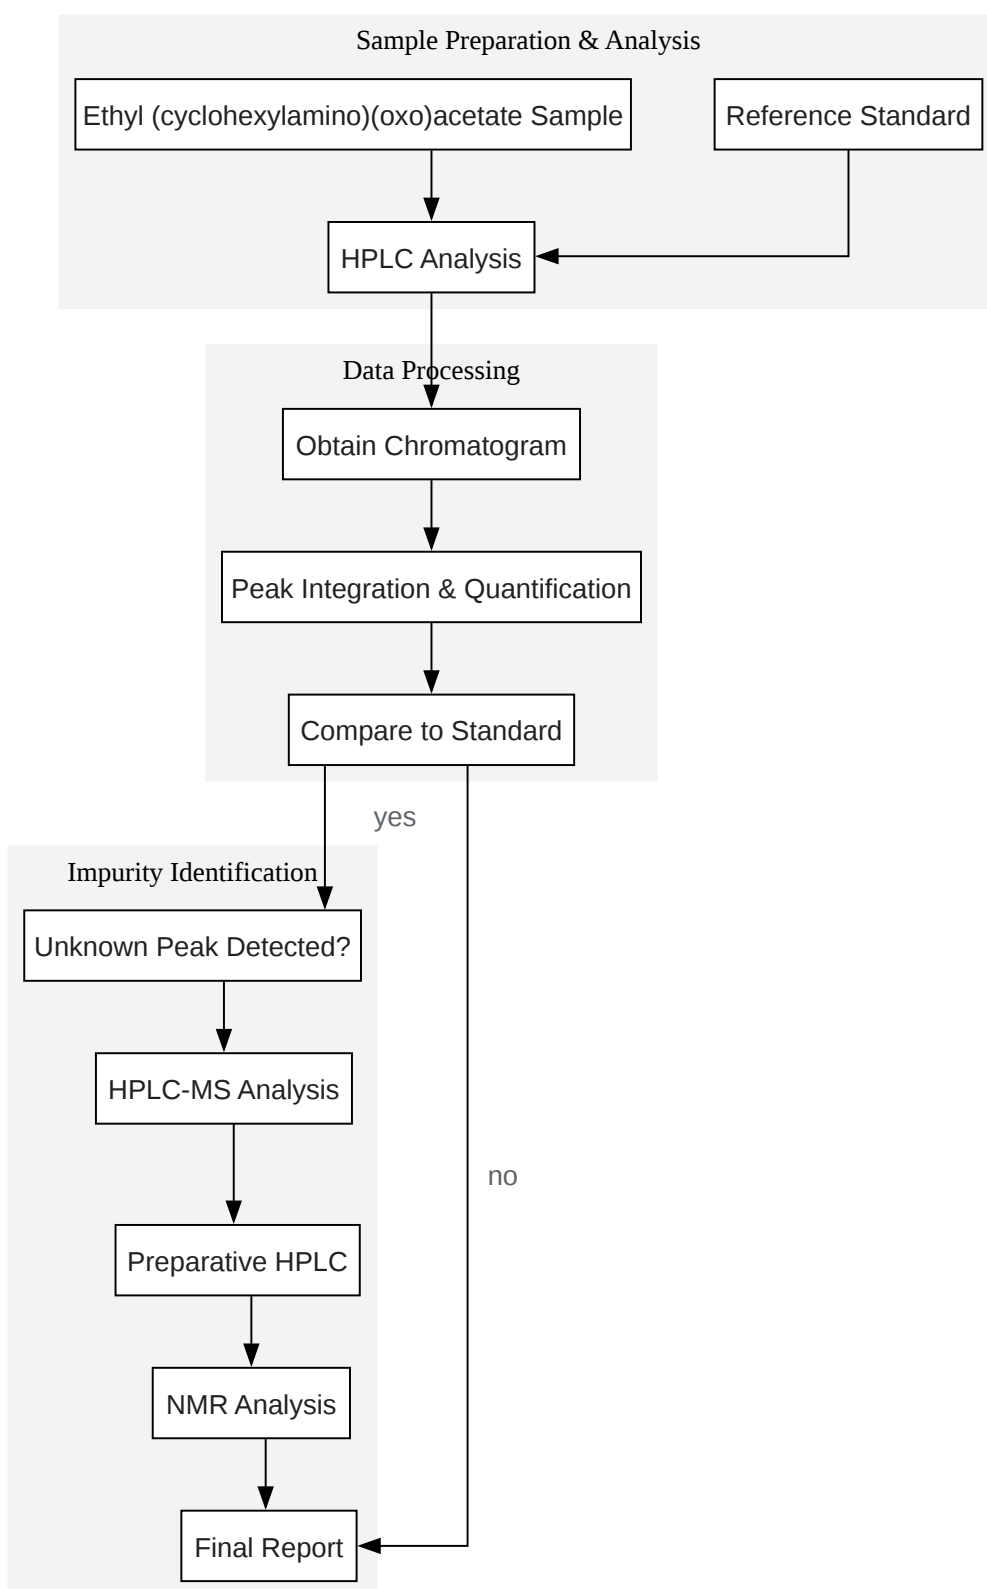 Sample Preparation & Analysis
Ethyl (cyclohexylamino)(oxo)acetate Sample
Reference Standard
HPLC Analysis
Data Processing
Obtain Chromatogram
Peak Integration & Quantification
Compare to Standard
yes
Impurity Identification
Unknown Peak Detected?
HPLC-MS Analysis
no
Preparative HPLC
NMR Analysis
Final Report